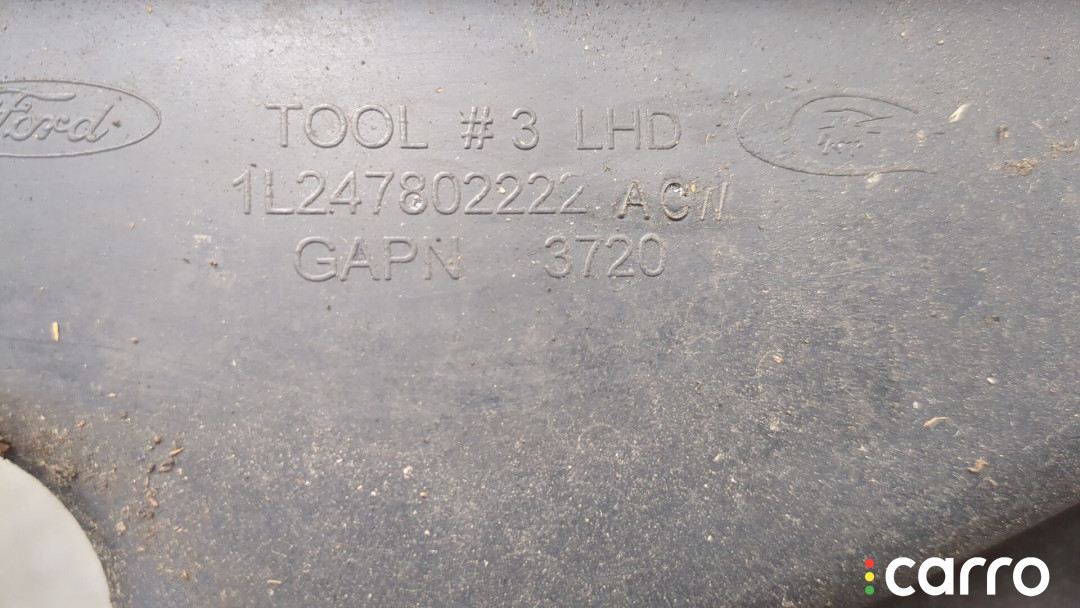 Ford
TOOL # 3 LHD
1L247802222 ACW
GAPN 3720
carro